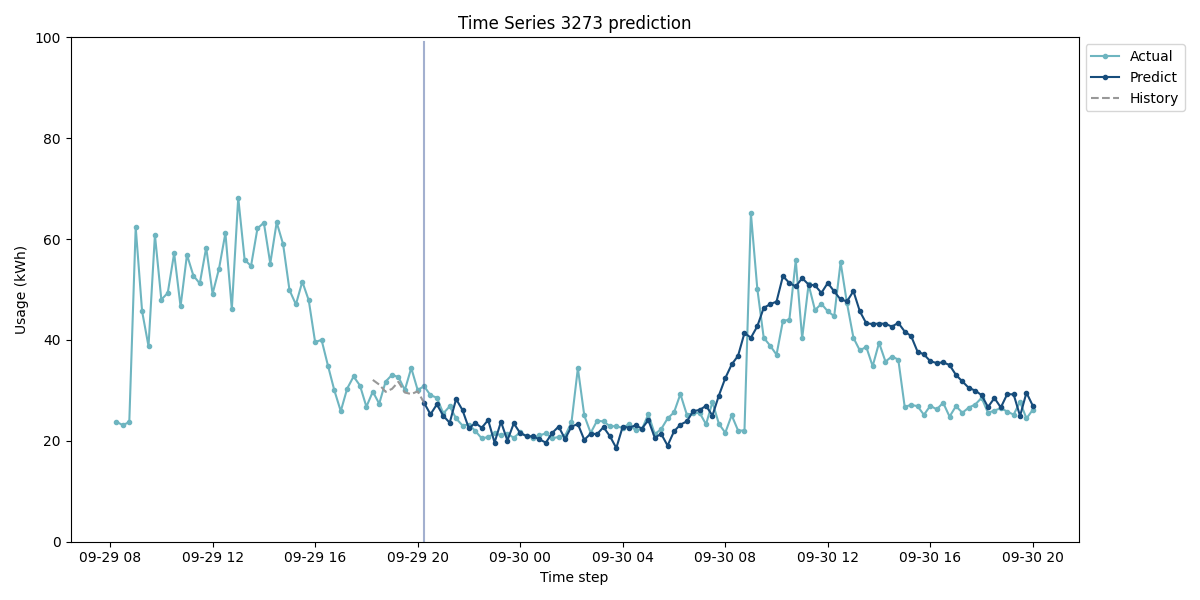 Time Series 3273 prediction
100
80
60
40
20
0
Usage (kWh)
09-29 08
09-29 12
09-29 16
09-29 20
09-30 00
09-30 04
09-30 08
09-30 12
09-30 16
09-30 20
Time step
Actual
Predict
History